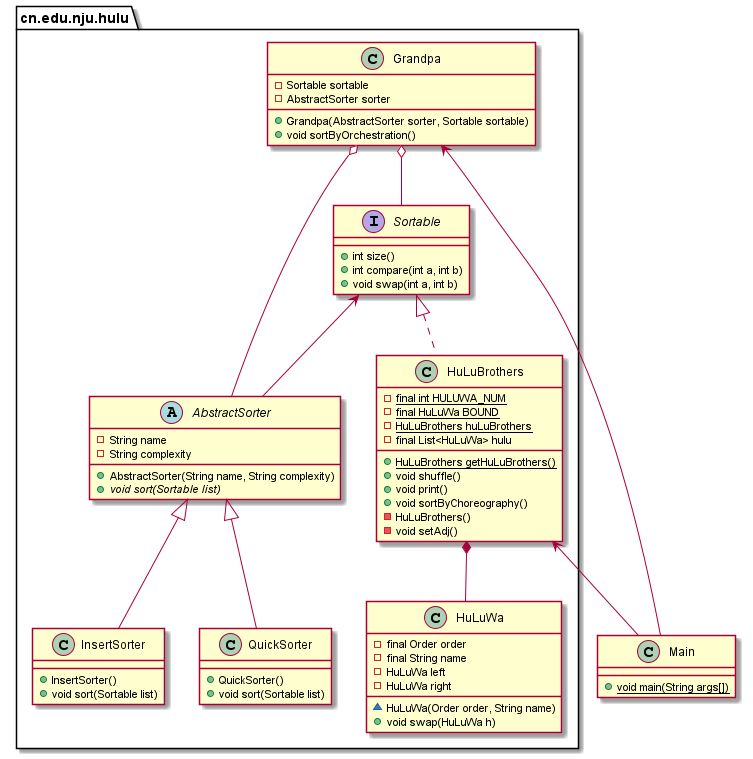 cn.edu.nju.hulu
C Grandpa
Sortable sortable
AbstractSorter sorter
Grandpa(AbstractSorter sorter, Sortable sortable)
void sortByOrchestration()
I Sortable
int size()
int compare(int a, int b)
void swap(int a, int b)
C HuLuBrothers
final int HULUWA_NUM
final HuLuWa BOUND
HuLuBrothers huLuBrothers
final List<HuLuWa> hulu
HuLuBrothers getHuLuBrothers()
void shuffle()
void print()
void sortByChoreography()
HuLuBrothers()
void setAdj()
A AbstractSorter
String name
String complexity
AbstractSorter(String name, String complexity)
void sort(Sortable list)
C InsertSorter
InsertSorter()
void sort(Sortable list)
C QuickSorter
QuickSorter()
void sort(Sortable list)
C HuLuWa
final Order order
final String name
HuLuWa left
HuLuWa right
HuLuWa(Order order, String name)
void swap(HuLuWa h)
C Main
void main(String args[])